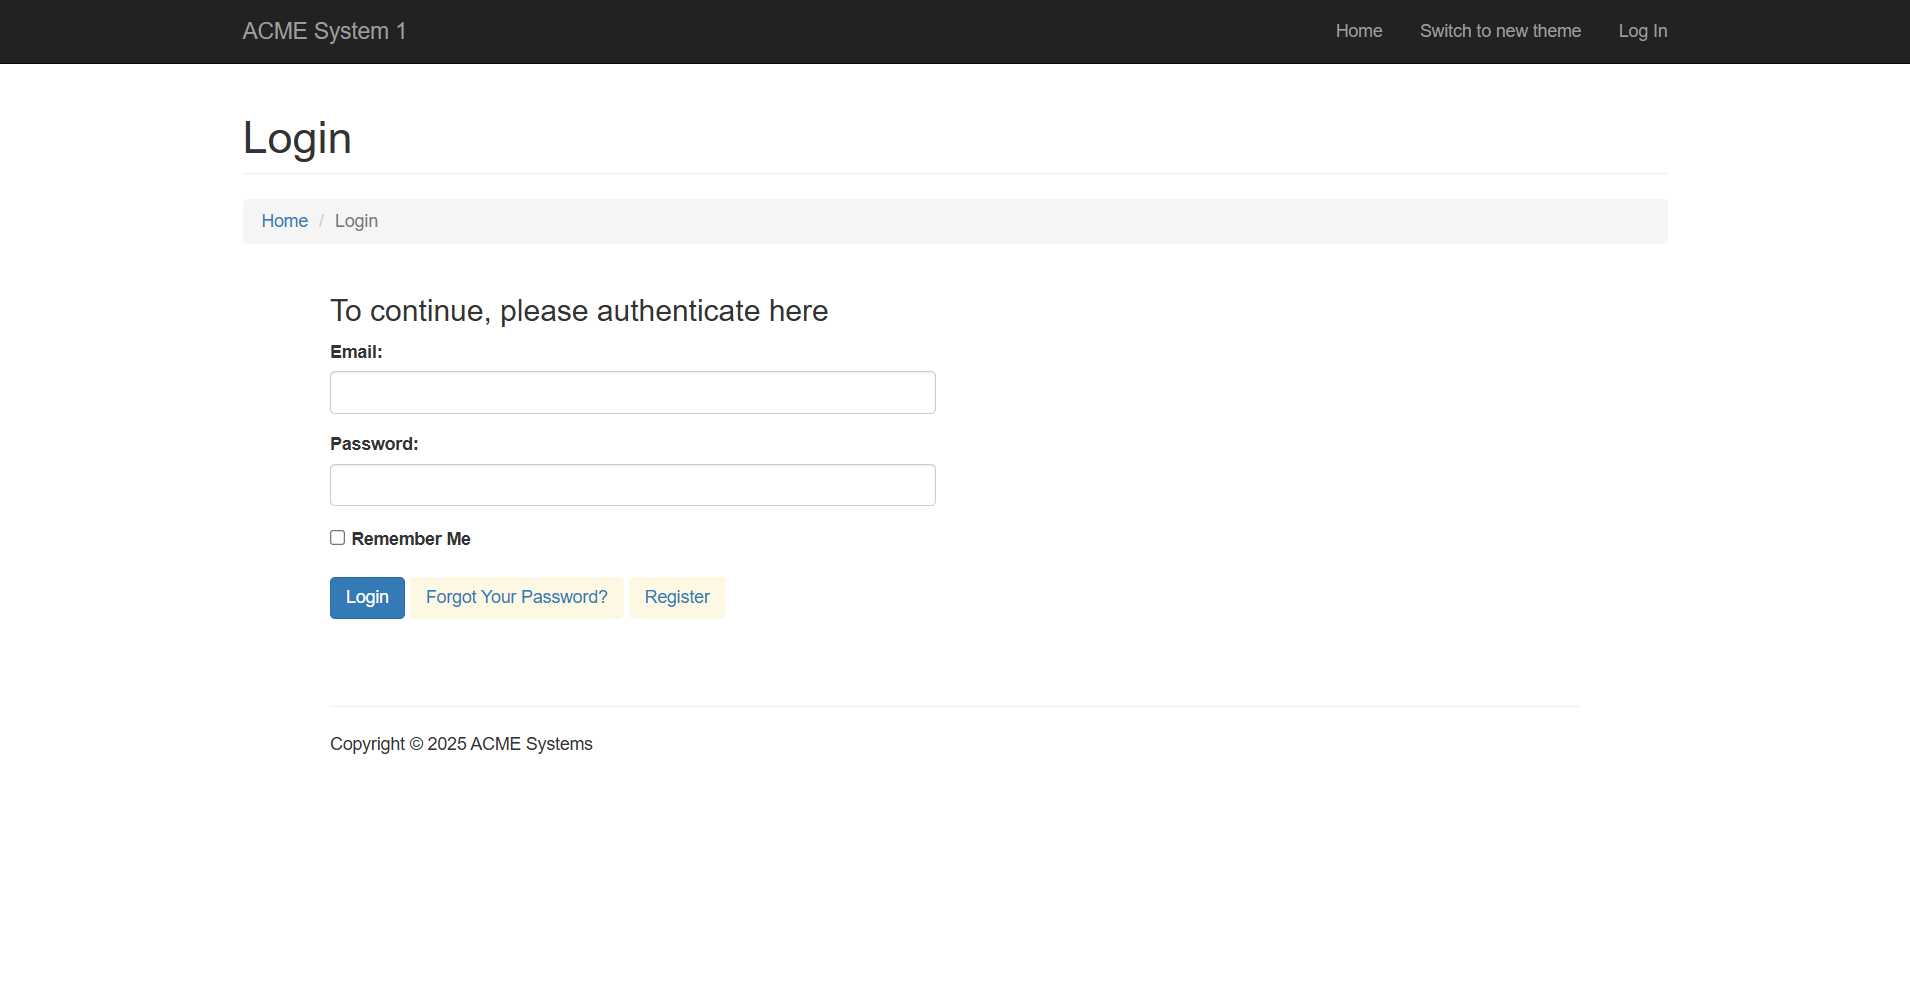 ACME System 1 Home Switch to new theme Log In
Login
Home / Login
To continue, please authenticate here
Email:
Password:
Remember Me
Login Forgot Your Password? Register
Copyright © 2025 ACME Systems